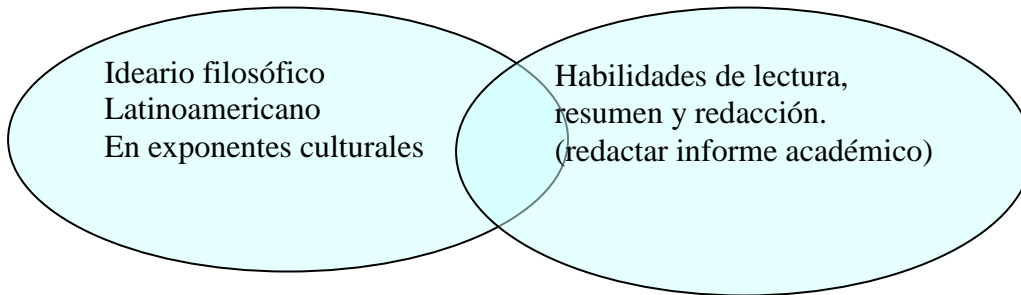 Ideario filosófico
Latinoamericano
En exponentes culturales
Habilidades de lectura,
resumen y redacción.
(redactar informe académico)